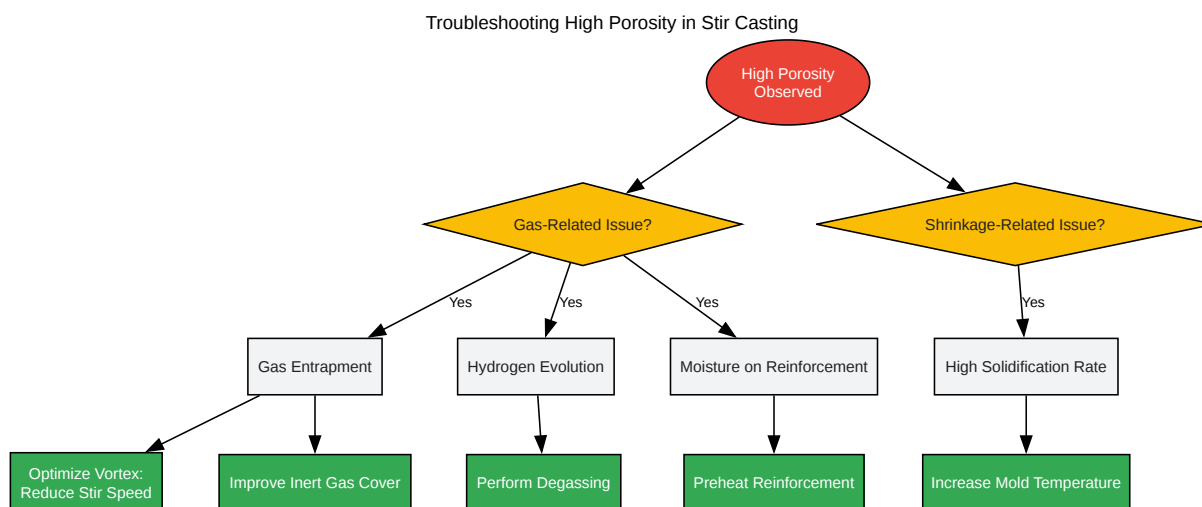 Troubleshooting High Porosity in Stir Casting
High Porosity
Observed
Gas-Related Issue?
Shrinkage-Related Issue?
Yes
Yes
Yes
Yes
Gas Entrapment
Hydrogen Evolution
Moisture on Reinforcement
High Solidification Rate
Optimize Vortex:
Reduce Stir Speed
Improve Inert Gas Cover
Perform Degassing
Preheat Reinforcement
Increase Mold Temperature